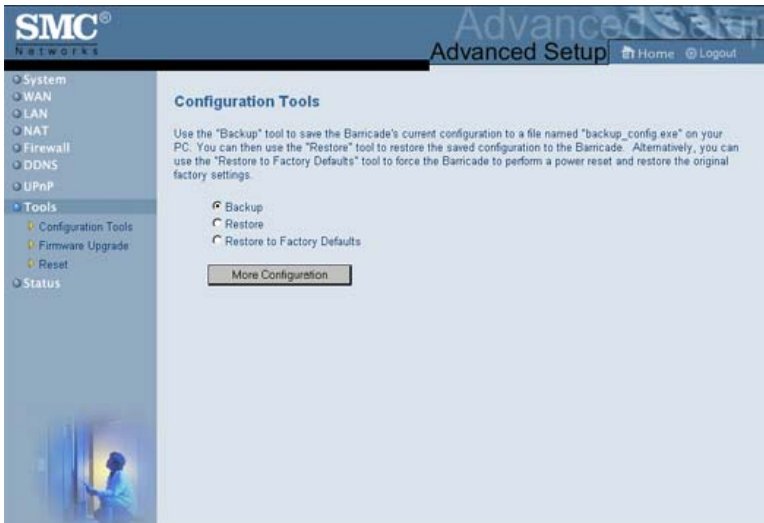 SMC®
Networks
Advanced Setup
Advanced Setup
Home
Logout
System
WAN
LAN
NAT
Firewall
DDNS
UPnP
Tools
Configuration Tools
Firmware Upgrade
Reset
Status
Configuration Tools
Use the "Backup" tool to save the Barricade's current configuration to a file named "backup_config.exe" on your
PC. You can then use the "Restore" tool to restore the saved configuration to the Barricade. Alternatively, you can
use the "Restore to Factory Defaults" tool to force the Barricade to perform a power reset and restore the original
factory settings.
Backup
Restore
Restore to Factory Defaults
More Configuration